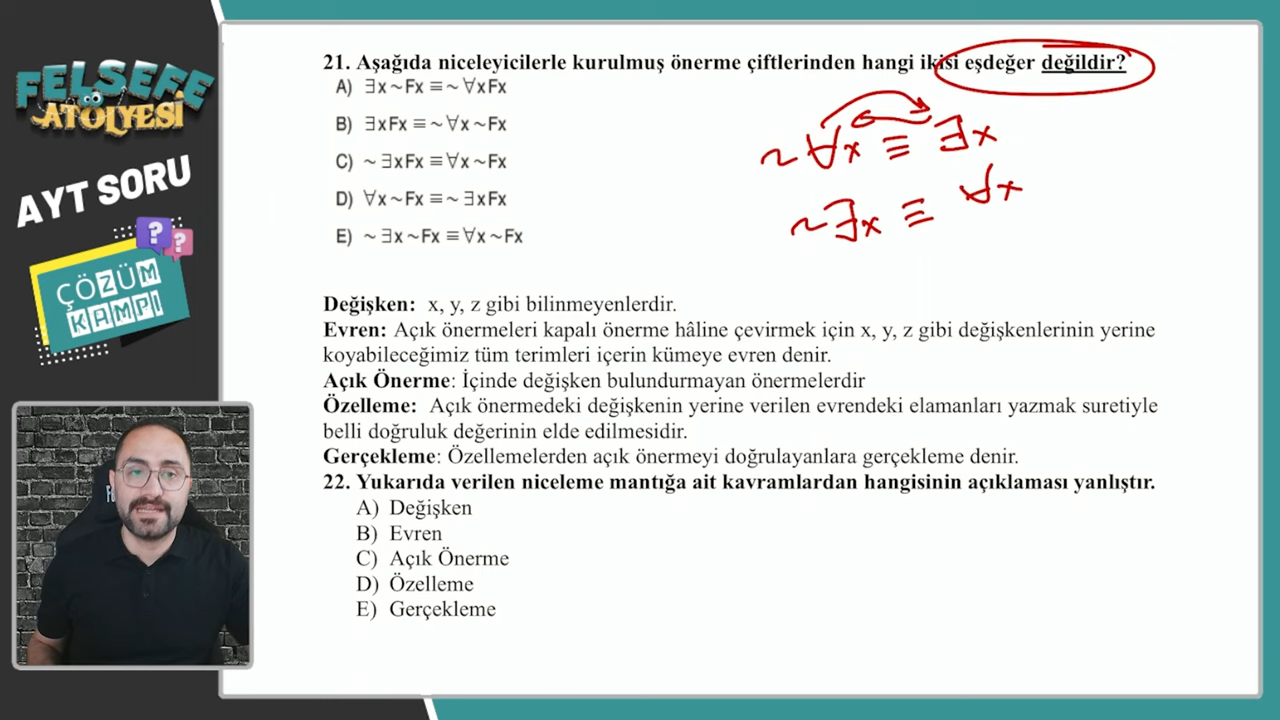 FELSEFE
ATÖLYESİ
AYT SORU
ÇÖZÜM
KAMPI
21. Aşağıda niceleyicilerle kurulmuş önerme çiftlerinden hangi ikisi eşdeğer değildir?
A) ∃x ~Fx ≡ ~ ∀xFx
B) ∃xFx ≡ ~ ∀x ~Fx
C) ~ ∃xFx ≡ ∀x ~Fx
D) ∀x ~Fx ≡ ~ ∃xFx
E) ~ ∃x ~Fx ≡ ∀x ~Fx
~ ∀x ≡ ∃x
~ ∃x ≡ ∀x
Değişken: x, y, z gibi bilinmeyenlerdir.
Evren: Açık önermeleri kapalı önerme hâline çevirmek için x, y, z gibi değişkenlerinin yerine
koyabileceğimiz tüm terimleri içerin kümeye evren denir.
Açık Önerme: İçinde değişken bulundurmayan önermelerdir
Özelleme: Açık önermedeki değişkenin yerine verilen evrendeki elamanları yazmak suretiyle
belli doğruluk değerinin elde edilmesidir.
Gerçekleme: Özellemelerden açık önermeyi doğrulayanlara gerçekleme denir.
22. Yukarıda verilen niceleme mantığa ait kavramlardan hangisinin açıklaması yanlıştır.
A) Değişken
B) Evren
C) Açık Önerme
D) Özelleme
E) Gerçekleme